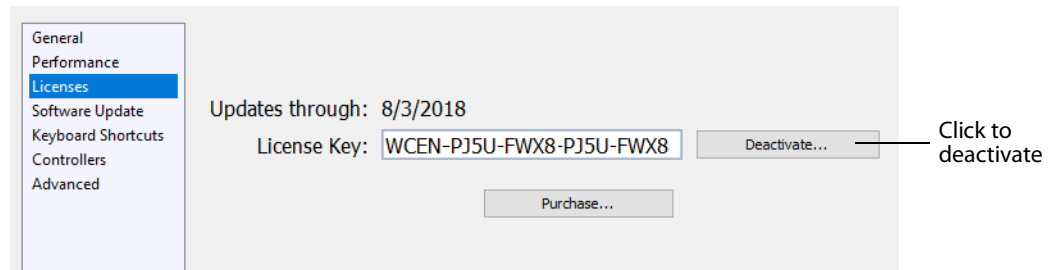 General
Performance
Licenses
Software Update
Keyboard Shortcuts
Controllers
Advanced
Updates through: 8/3/2018
License Key: WCEN-PJ5U-FWX8-PJ5U-FWX8 Deactivate...
Purchase...
Click to
deactivate